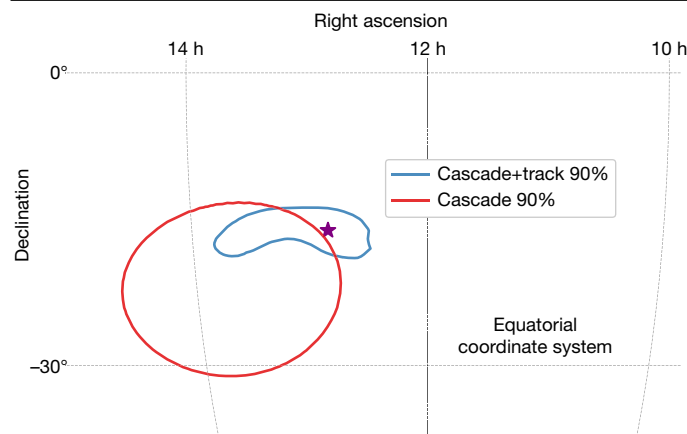 Right ascension
14 h
12 h
10 h
0°
Declination
Cascade+track 90%
Cascade 90%
Equatorial
coordinate system
–30°